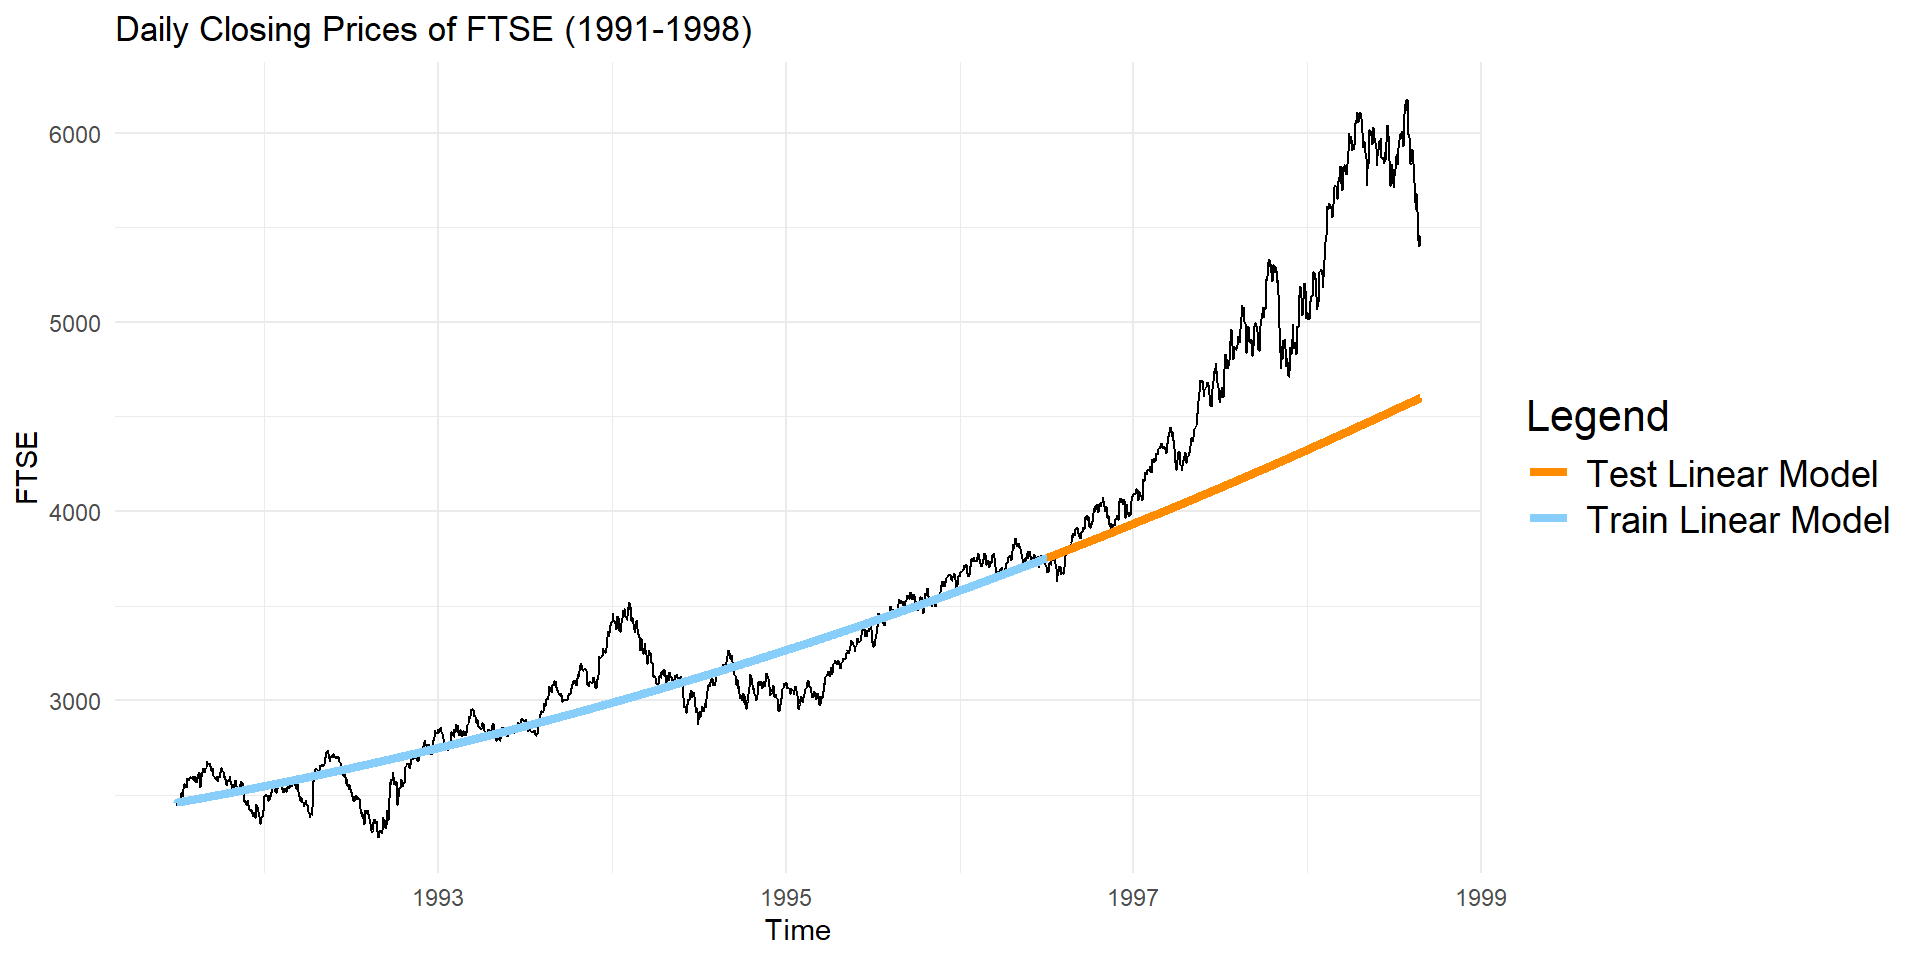 Daily Closing Prices of FTSE (1991-1998)
6000
5000
4000
3000
FTSE
1993
1995
1997
1999
Time
Legend
Test Linear Model
Train Linear Model